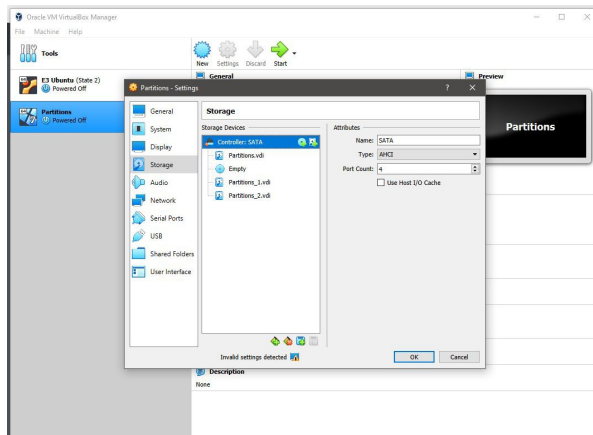 Oracle VM VirtualBox Manager
File Machine Help
Tools
New Settings Discard Start
E3 Ubuntu (State 2)
Powered Off
Partitions
Powered Off
General
Preview
Partitions
Partitions - Settings
? ×
General
System
Display
Storage
Audio
Network
Serial Ports
USB
Shared Folders
User Interface
Storage
Storage Devices
Controller: SATA
Partitions.vdi
Empty
Partitions_1.vdi
Partitions_2.vdi
Attributes
Name: SATA
Type: AHCI
Port Count: 4
Use Host I/O Cache
Invalid settings detected
OK Cancel
Description
None